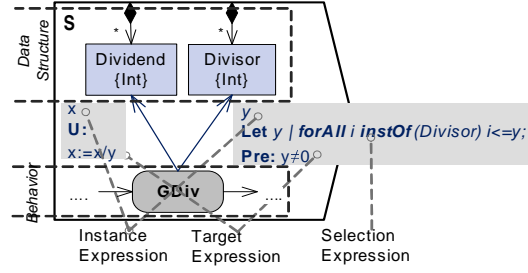 S
Data
Structure
* *
Dividend
{Int}
Divisor
{Int}
x
U:
x:=x/y
y
Let y | forAll i instOf (Divisor) i<=y;
Pre: y≠0
Behavior
.... GDiv ....
Instance
Expression
Target
Expression
Selection
Expression